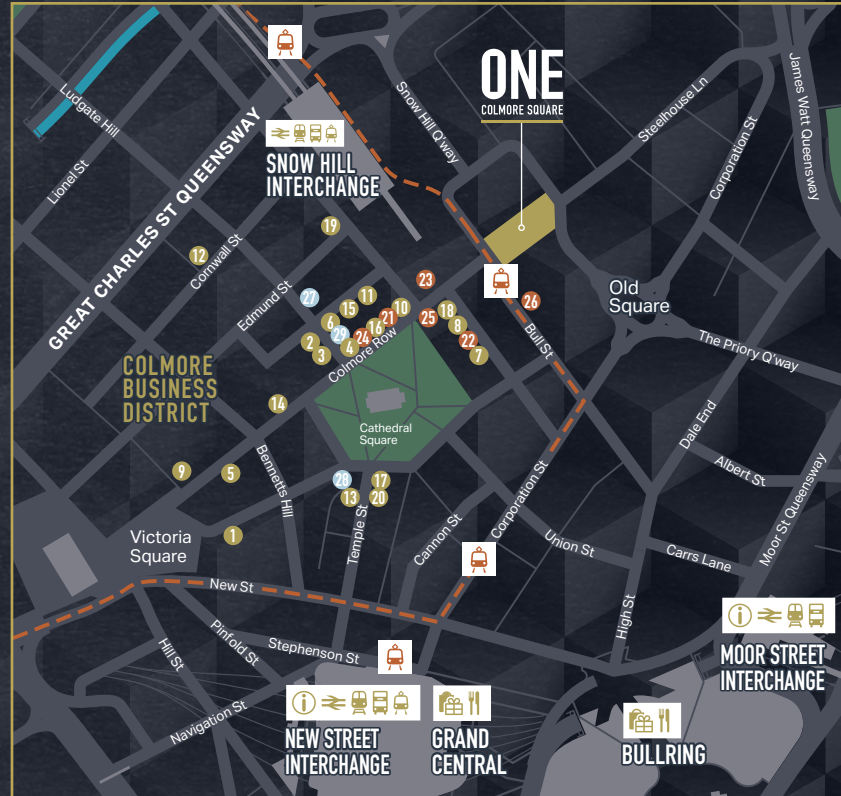 ONE
COLMORE SQUARE
Ludgate Hill
Lionel St
GREAT CHARLES ST QUEENSWAY
SNOW HILL
INTERCHANGE
Snow Hill Q'way
Steelhouse Ln
Corporation St
James Watt Queensway
19
12
Cornwall St
Edmund St
27
23
26
11
15
10
18
6
21
25
8
16
29
24
22
2
4
3
7
Colmore Row
Bull St
Old
Square
The Priory Q'way
COLMORE
BUSINESS
DISTRICT
14
Cathedral
Square
Dale End
Albert St
Moor St Queensway
9
5
Bennetts Hill
28
17
13
20
1
Temple St
Cannon St
Corporation St
Union St
Carrs Lane
Victoria
Square
New St
High St
Hill St
Pinfold St
Stephenson St
Navigation St
i
MOOR STREET
INTERCHANGE
i
NEW STREET
INTERCHANGE
GRAND
CENTRAL
BULLRING